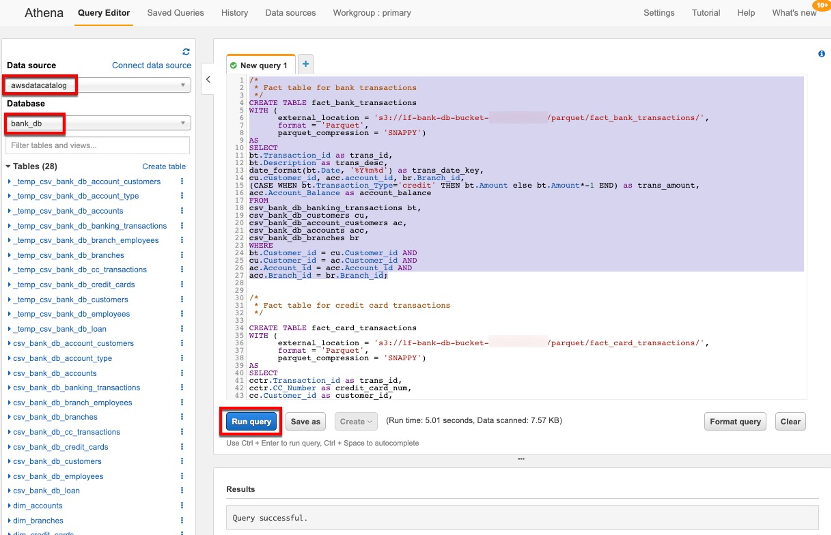 Athena
Query Editor
Saved Queries
History
Data sources
Workgroup : primary
Settings
Tutorial
Help
What's new
10+
Data source
Connect data source
awsdatacatalog
Database
bank_db
Filter tables and views...
Tables (28)
Create table
_temp_csv_bank_db_account_customers
_temp_csv_bank_db_account_type
_temp_csv_bank_db_accounts
_temp_csv_bank_db_banking_transactions
_temp_csv_bank_db_branch_employees
_temp_csv_bank_db_branches
_temp_csv_bank_db_cc_transactions
_temp_csv_bank_db_credit_cards
_temp_csv_bank_db_customers
_temp_csv_bank_db_employees
_temp_csv_bank_db_loan
csv_bank_db_account_customers
csv_bank_db_account_type
csv_bank_db_accounts
csv_bank_db_banking_transactions
csv_bank_db_branch_employees
csv_bank_db_branches
csv_bank_db_cc_transactions
csv_bank_db_credit_cards
csv_bank_db_customers
csv_bank_db_employees
csv_bank_db_loan
dim_accounts
dim_branches
dim_credit_cards
New query 1
+
1 /*
2 * Fact table for bank transactions
3 */
4 CREATE TABLE fact_bank_transactions
5 WITH (
6 external_location = 's3://lf-bank-db-bucket- /parquet/fact_bank_transactions/',
7 format = 'Parquet',
8 parquet_compression = 'SNAPPY')
9 AS
10 SELECT
11 bt.Transaction_id as trans_id,
12 bt.Description as trans_desc,
13 date_format(bt.Date, '%Y%m%d') as trans_date_key,
14 cu.customer_id, acc.account_id, br.Branch_id,
15 (CASE WHEN bt.Transaction_Type='credit' THEN bt.Amount else bt.Amount*-1 END) as trans_amount,
16 acc.Account_Balance as account_balance
17 FROM
18 csv_bank_db_banking_transactions bt,
19 csv_bank_db_customers cu,
20 csv_bank_db_account_customers ac,
21 csv_bank_db_accounts acc,
22 csv_bank_db_branches br
23 WHERE
24 bt.Customer_id = cu.Customer_id AND
25 cu.Customer_id = ac.Customer_id AND
26 ac.Account_id = acc.Account_id AND
27 acc.Branch_id = br.Branch_id;
28
29
30 /*
31 * Fact table for credit card transactions
32 */
33
34 CREATE TABLE fact_card_transactions
35 WITH (
36 external_location = 's3://lf-bank-db-bucket- /parquet/fact_card_transactions/',
37 format = 'Parquet',
38 parquet_compression = 'SNAPPY')
39 AS
40 SELECT
41 cctr.Transaction_id as trans_id,
42 cctr.CC_Number as credit_card_num,
43 cc.Customer_id as customer_id,
Run query
Save as
Create
(Run time: 5.01 seconds, Data scanned: 7.57 KB)
Format query
Clear
Use Ctrl + Enter to run query, Ctrl + Space to autocomplete
Results
Query successful.